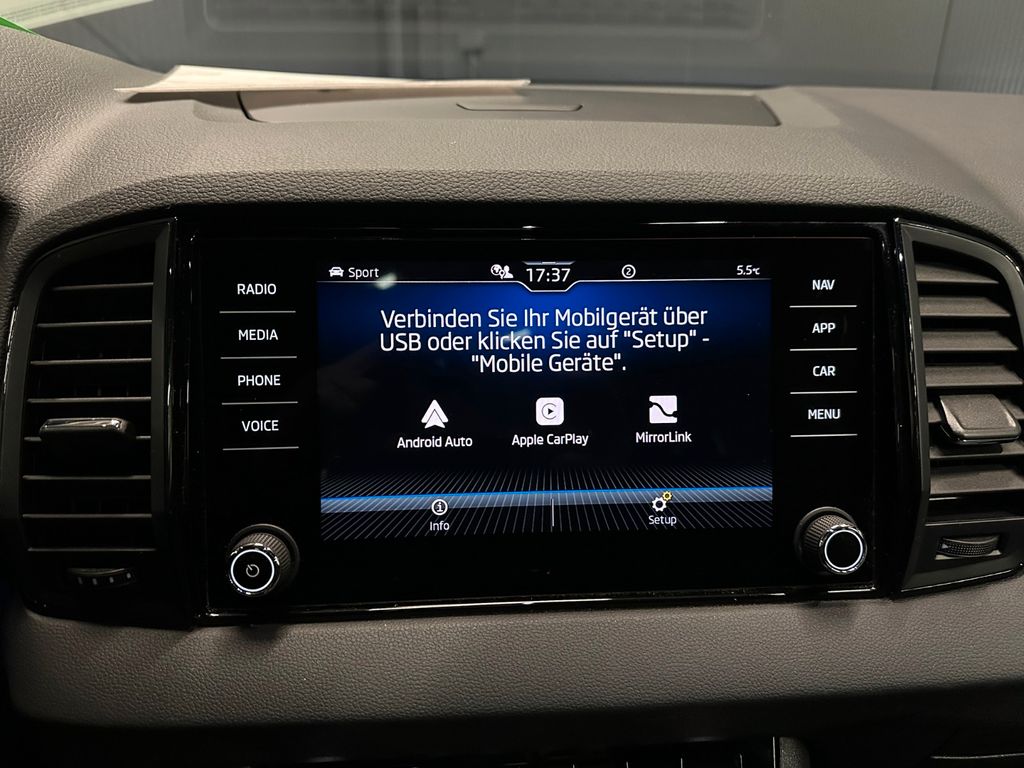 Sport
17:37
2
5.5°C
RADIO
MEDIA
PHONE
VOICE
Verbinden Sie Ihr Mobilgerät über
USB oder klicken Sie auf "Setup" -
"Mobile Geräte".
Android Auto
Apple CarPlay
MirrorLink
Info
Setup
NAV
APP
CAR
MENU